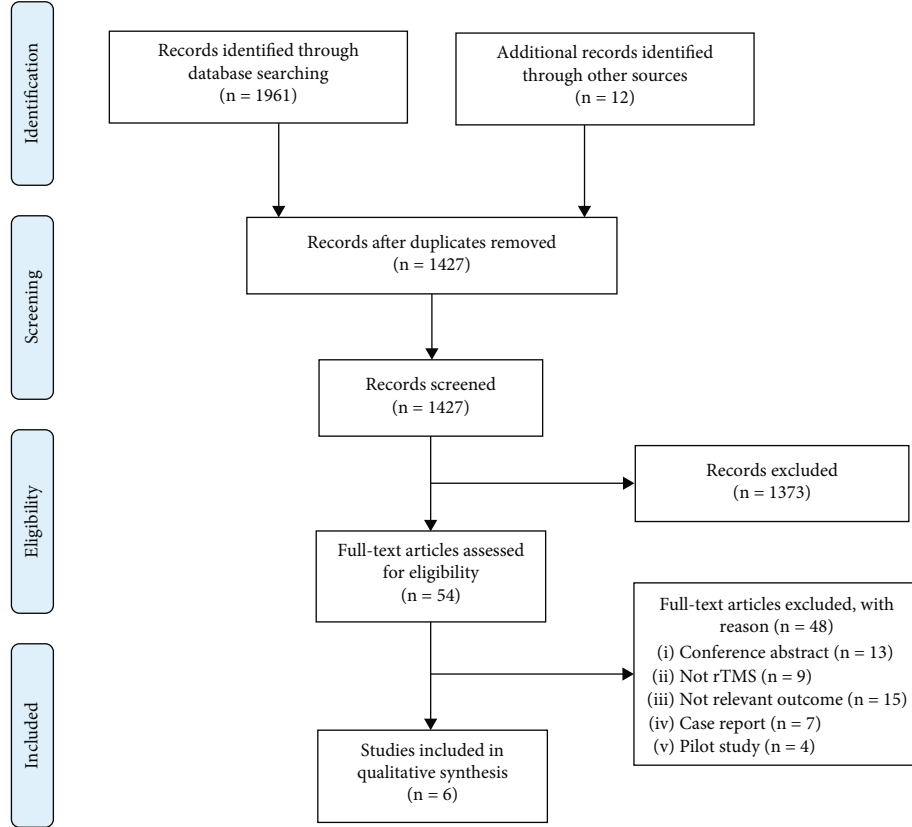 Identification
Records identified through
database searching
(n = 1961)
Additional records identified
through other sources
(n = 12)
Screening
Records after duplicates removed
(n = 1427)
Records screened
(n = 1427)
Eligibility
Records excluded
(n = 1373)
Full-text articles assessed
for eligibility
(n = 54)
Full-text articles excluded, with
reason (n = 48)
(i) Conference abstract (n = 13)
(ii) Not rTMS (n = 9)
(iii) Not relevant outcome (n = 15)
(iv) Case report (n = 7)
(v) Pilot study (n = 4)
Included
Studies included in
qualitative synthesis
(n = 6)